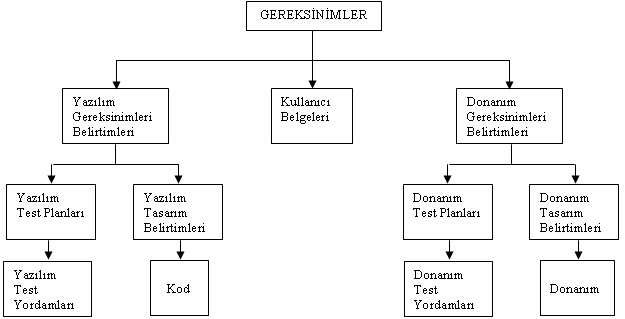 GEREKSİNİMLER
Yazılım
Gereksinimleri
Belirtimleri
Kullanıcı
Belgeleri
Donanım
Gereksinimleri
Belirtimleri
Yazılım
Test Planları
Yazılım
Tasarım
Belirtimleri
Donanım
Test Planları
Donanım
Tasarım
Belirtimleri
Yazılım
Test
Yordamları
Kod
Donanım
Test
Yordamları
Donanım